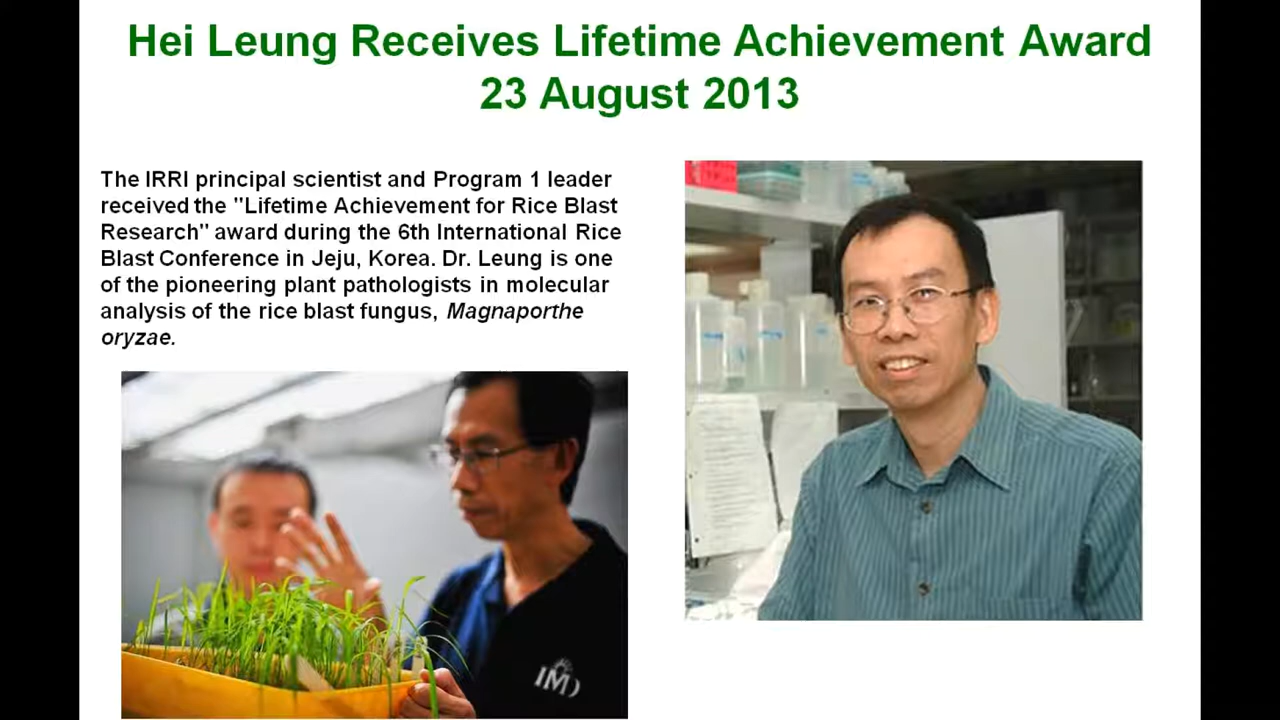 Hei Leung Receives Lifetime Achievement Award
23 August 2013
The IRRI principal scientist and Program 1 leader
received the "Lifetime Achievement for Rice Blast
Research" award during the 6th International Rice
Blast Conference in Jeju, Korea. Dr. Leung is one
of the pioneering plant pathologists in molecular
analysis of the rice blast fungus, Magnaporthe
oryzae.